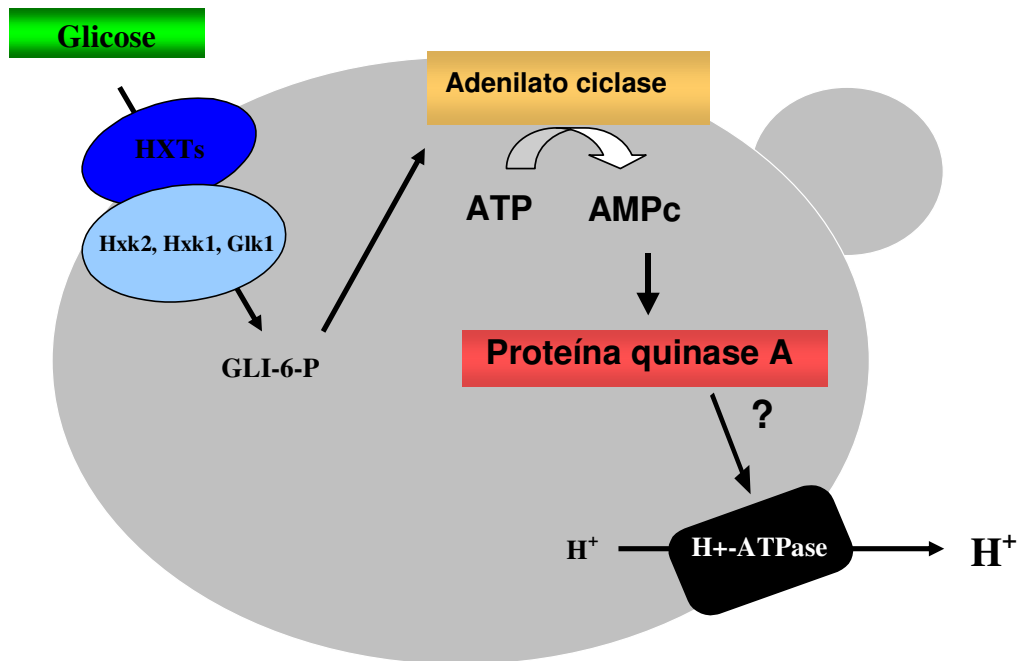 Glicose
Adenilato ciclase
HXTs
ATP AMPc
Hxk2, Hxk1, Glk1
Proteína quinase A
GLI-6-P
?
H+ H+-ATPase H+